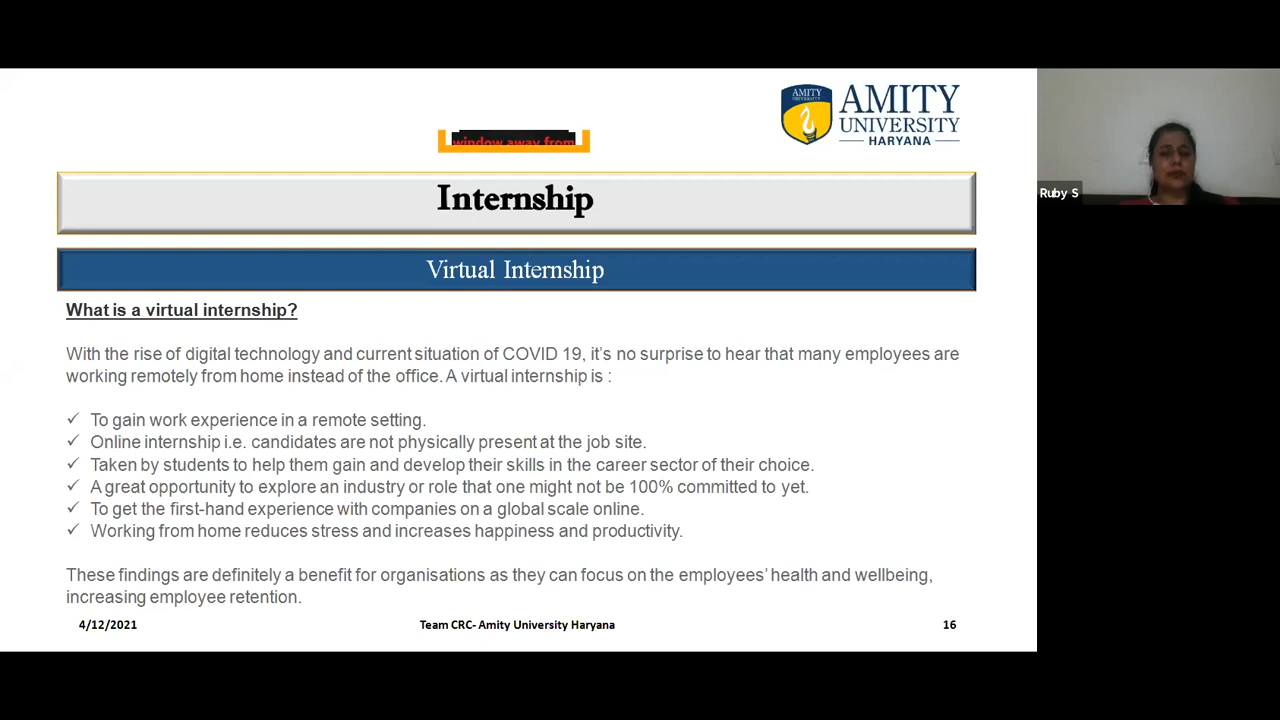 AMITY
UNIVERSITY
AMITY
UNIVERSITY
HARYANA
window away from
Internship
Ruby S
Virtual Internship
What is a virtual internship?
With the rise of digital technology and current situation of COVID 19, it’s no surprise to hear that many employees are
working remotely from home instead of the office. A virtual internship is :
✓ To gain work experience in a remote setting.
✓ Online internship i.e. candidates are not physically present at the job site.
✓ Taken by students to help them gain and develop their skills in the career sector of their choice.
✓ A great opportunity to explore an industry or role that one might not be 100% committed to yet.
✓ To get the first-hand experience with companies on a global scale online.
✓ Working from home reduces stress and increases happiness and productivity.
These findings are definitely a benefit for organisations as they can focus on the employees’ health and wellbeing,
increasing employee retention.
4/12/2021 Team CRC- Amity University Haryana 16